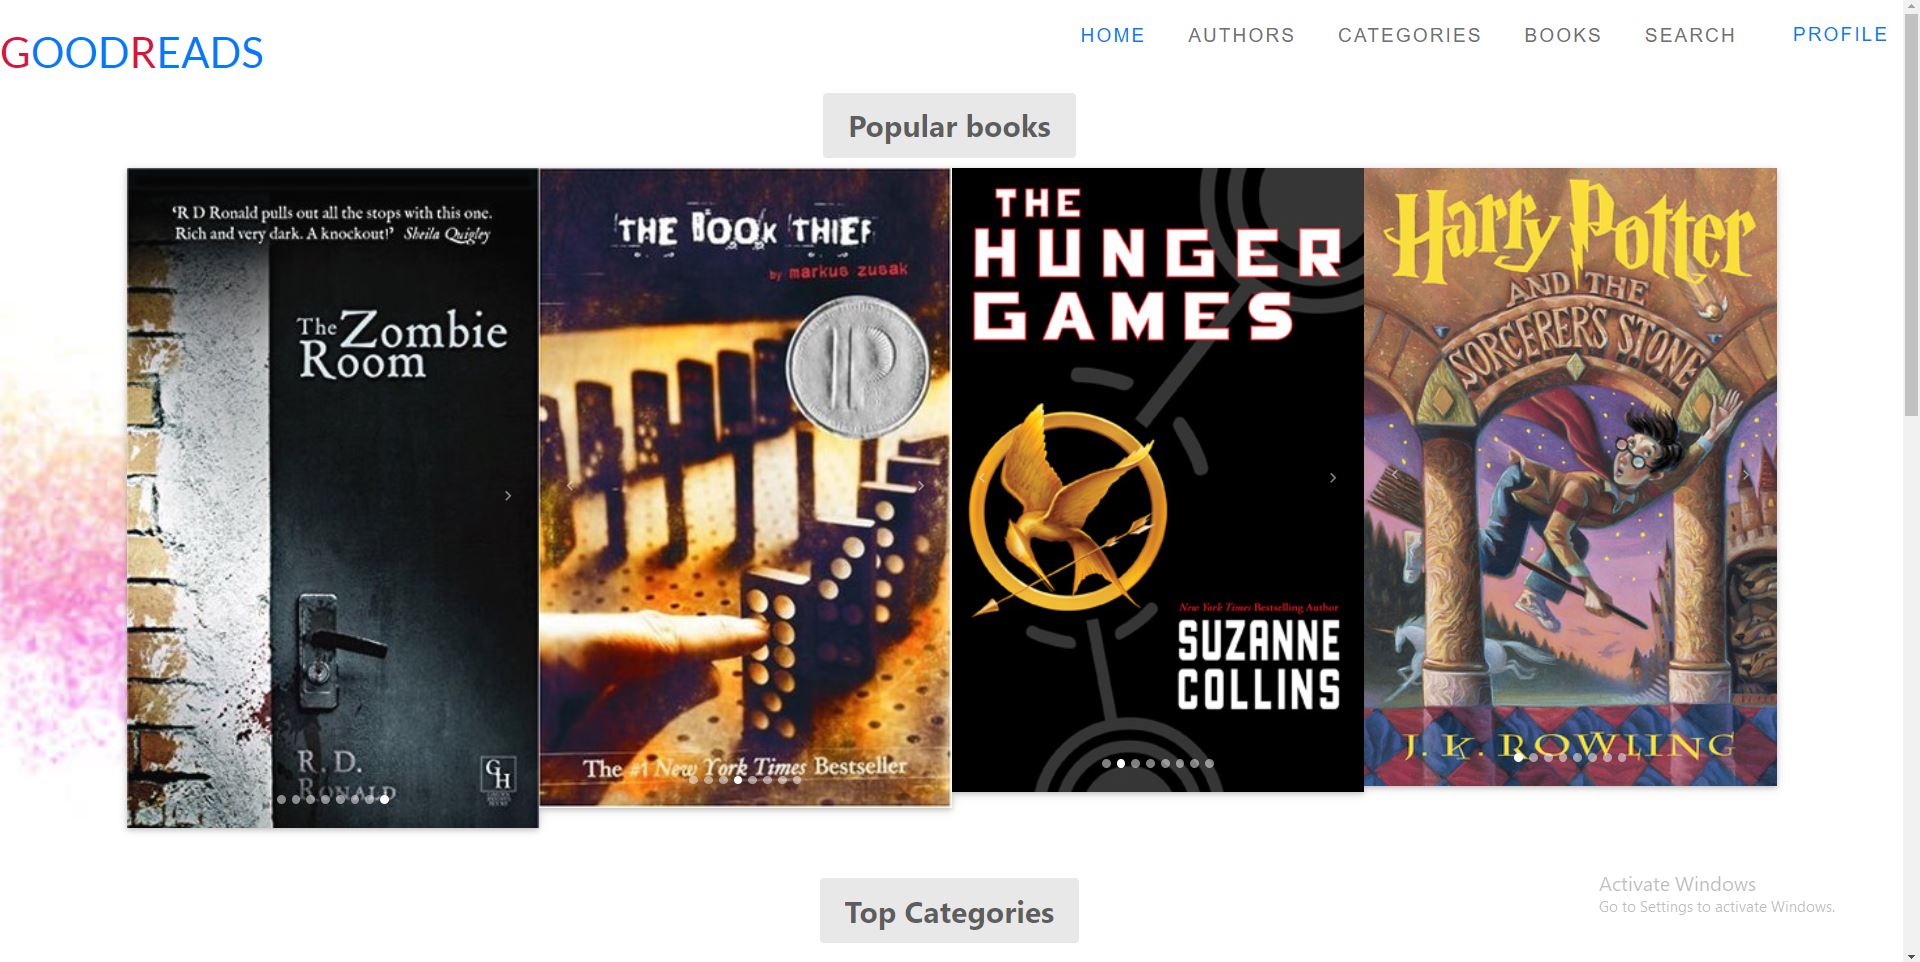 GOODREADS
HOME
AUTHORS
CATEGORIES
BOOKS
SEARCH
PROFILE
Popular books
‘R D Ronald pulls out all the stops with this one.
Rich and very dark. A knockout!’ Sheila Quigley
The Zombie
Room
R. D.
RONALD
GH
THE BOOK THIEF
by markus zusak
The #1 New York Times Bestseller
THE
HUNGER
GAMES
New York Times Bestselling Author
SUZANNE
COLLINS
Harry Potter
AND THE
SORCERER'S STONE
J. K. ROWLING
Top Categories
Activate Windows
Go to Settings to activate Windows.